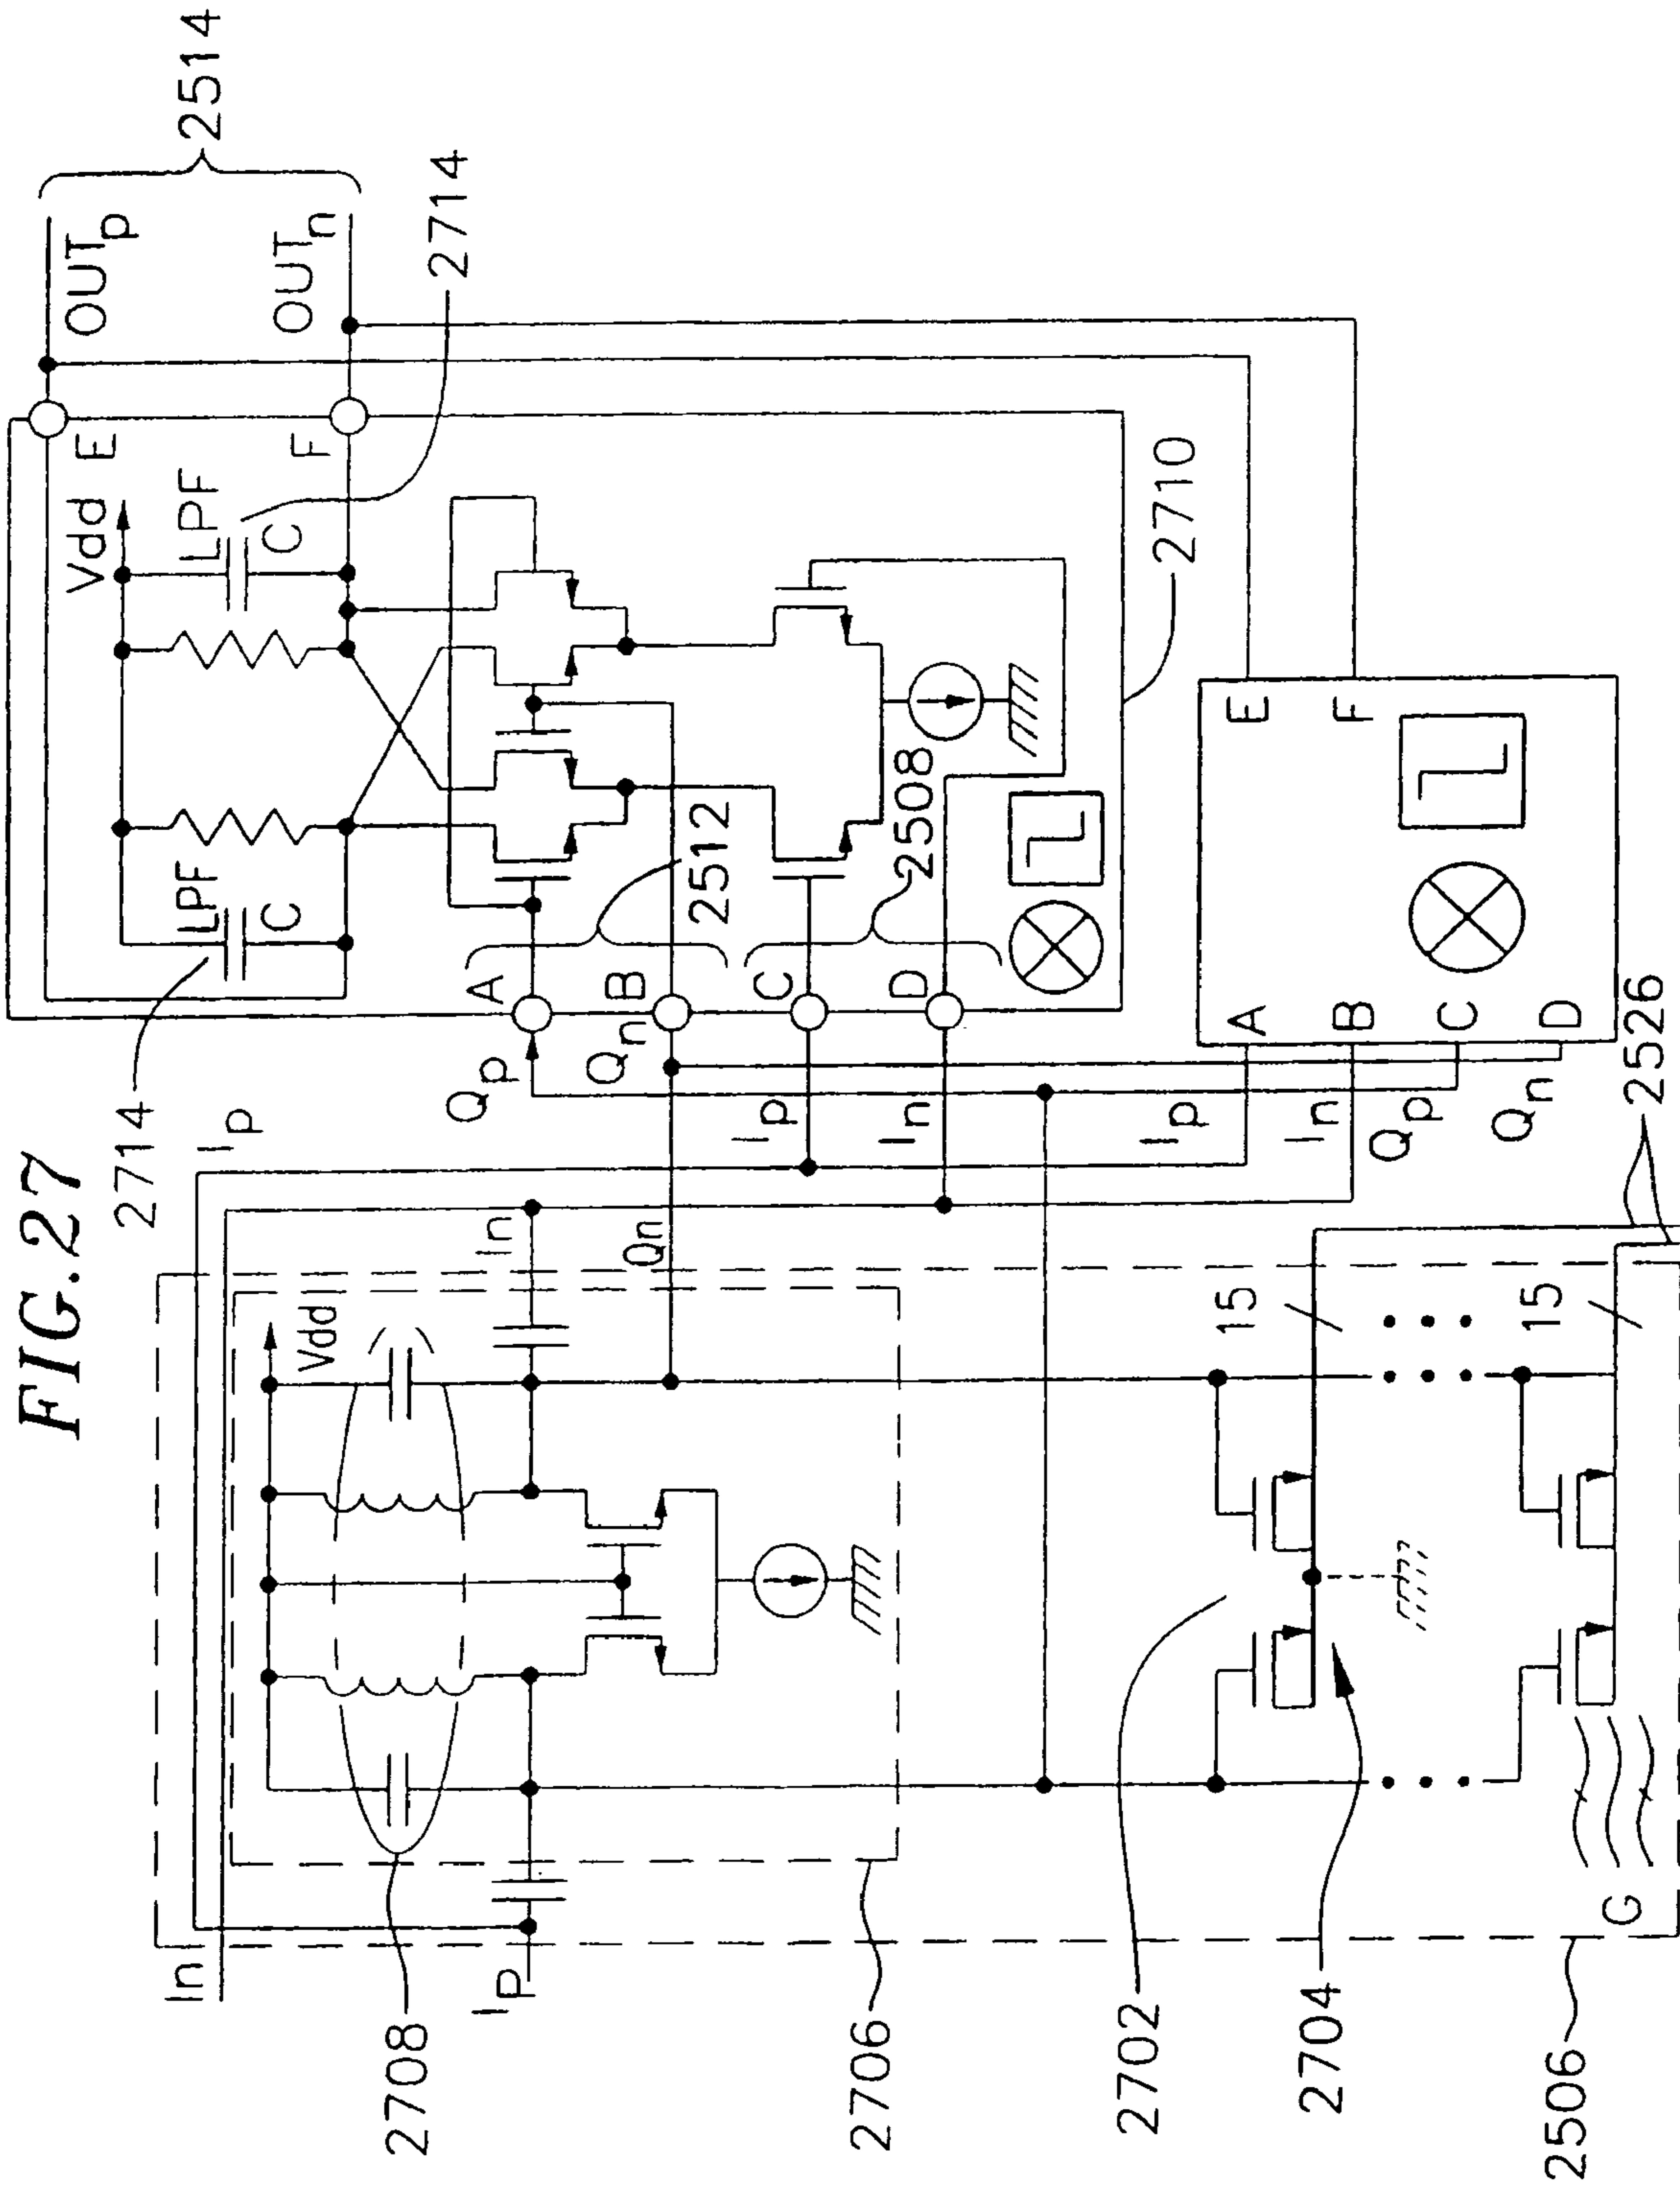 FIG. 27
2514
OUTp
OUTn
2714
2714
E
F
Vdd
LPF
C
LPF
C
Ip
Qp
A
Qn
B
Ip
C
In
D
2512
2508
2710
In
Vdd
In
Qn
Ip
2708
2706
Ip
A
In
B
Qp
C
Qn
D
E
F
2526
15
15
2702
2704
G
2506